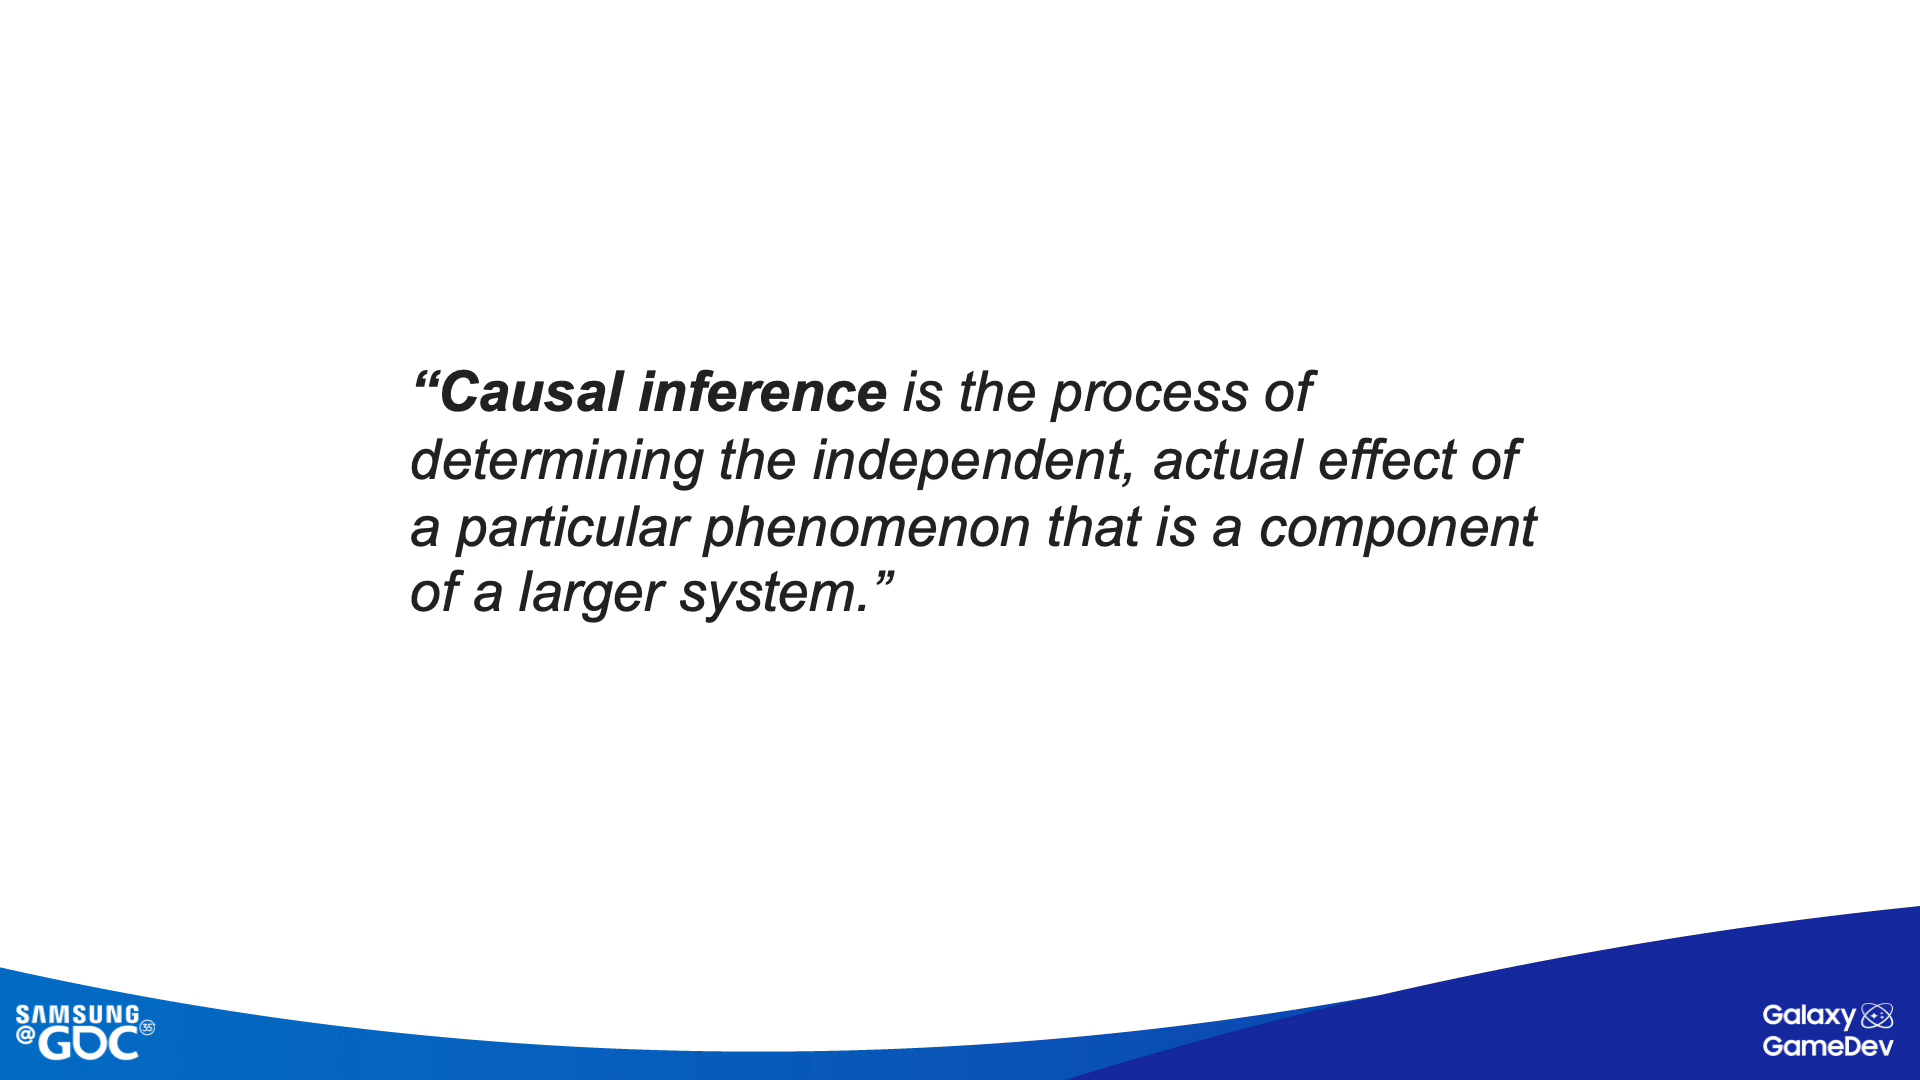 “Causal inference is the process of
determining the independent, actual effect of
a particular phenomenon that is a component
of a larger system.”
SAMSUNG
@GDC 35
Galaxy
GameDev